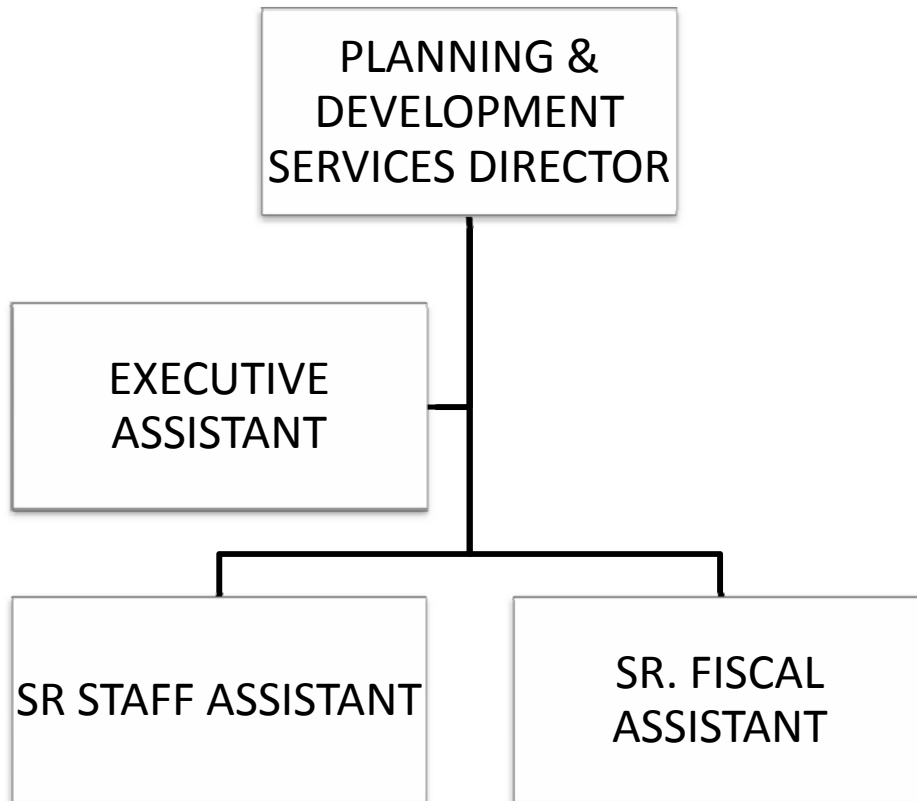 PLANNING &
DEVELOPMENT
SERVICES DIRECTOR
EXECUTIVE
ASSISTANT
SR STAFF ASSISTANT
SR. FISCAL
ASSISTANT